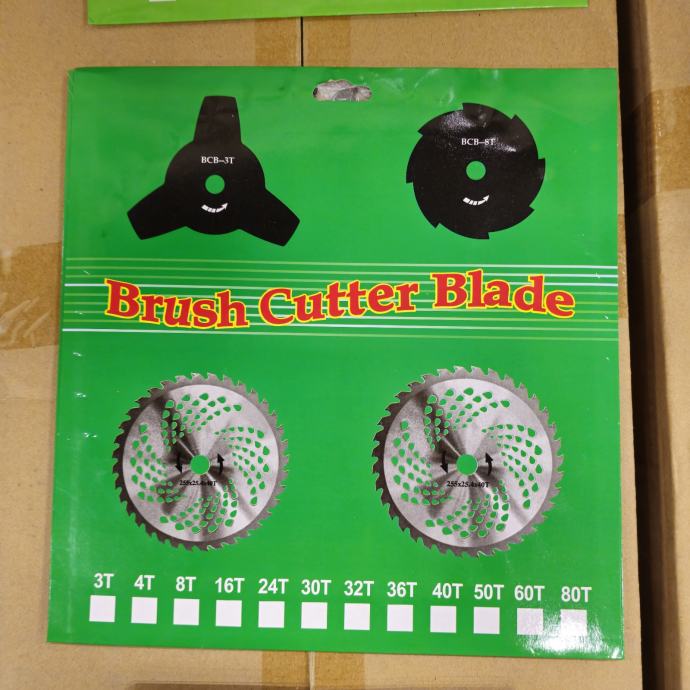 BCB-3T
BCB-8T
Brush Cutter Blade
255x25.4x40T
255x25.4x40T
3T 4T 8T 16T 24T 30T 32T 36T 40T 50T 60T 80T